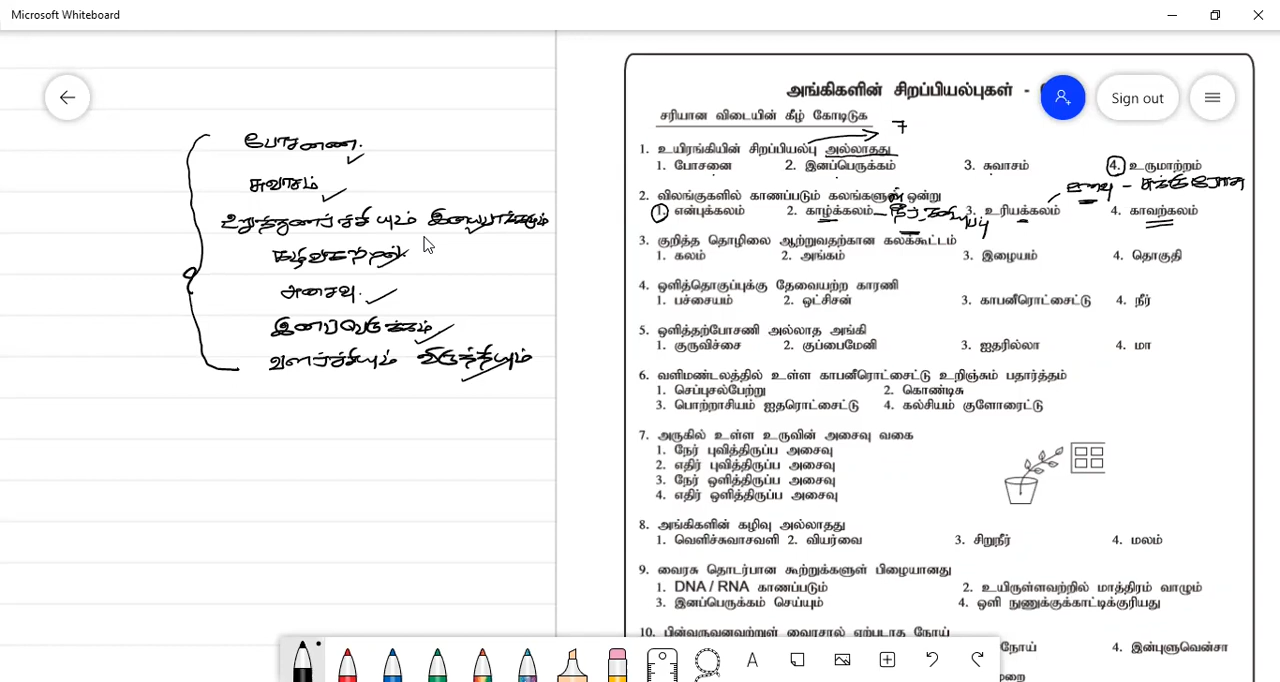 Microsoft Whiteboard
Sign out
போசணை
சுவாசம்
உறுத்துணர்ச்சியும் இயைபாக்கமும்
கழிவகற்றல்
அசைவு
இனப்பெருக்கம்
வளர்ச்சியும் விருத்தியும்
அங்கிகளின் சிறப்பியல்புகள் -
சரியான விடையின் கீழ் கோடிடுக
7
1. உயிரங்கியின் சிறப்பியல்பு அல்லாதது
1. போசனை 2. இனப்பெருக்கம் 3. சுவாசம் 4. உருமாற்றம்
உணவு - சுக்குரோசு
2. விலங்குகளில் காணப்படும் கலங்களுள் ஒன்று
1. என்புக்கலம் 2. காழ்க்கலம் - நீர் கடப்பு 3. உரியக்கலம் 4. காவற்கலம்
3. குறித்த தொழிலை ஆற்றுவதற்கான கலக்கூட்டம்
1. கலம் 2. அங்கம் 3. இழையம் 4. தொகுதி
4. ஒளித்தொகுப்புக்கு தேவையற்ற காரணி
1. பச்சையம் 2. ஒட்சிசன் 3. காபனீரொட்சைட்டு 4. நீர்
5. ஒளித்தற்போசணி அல்லாத அங்கி
1. குருவிச்சை 2. குப்பைமேனி 3. ஐதரில்லா 4. மா
6. வளிமண்டலத்தில் உள்ள காபனீரொட்சைட்டு உறிஞ்சும் பதார்த்தம்
1. செப்புசல்பேற்று 2. கொண்டிசு
3. பொற்றாசியம் ஐதரொட்சைட்டு 4. கல்சியம் குளோரைட்டு
7. அருகில் உள்ள உருவின் அசைவு வகை
1. நேர் புவித்திருப்ப அசைவு
2. எதிர் புவித்திருப்ப அசைவு
3. நேர் ஒளித்திருப்ப அசைவு
4. எதிர் ஒளித்திருப்ப அசைவு
8. அங்கிகளின் கழிவு அல்லாதது
1. வெளிச்சுவாசவளி 2. வியர்வை 3. சிறுநீர் 4. மலம்
9. வைரசு தொடர்பான கூற்றுக்களுள் பிழையானது
1. DNA / RNA காணப்படும் 2. உயிருள்ளவற்றில் மாத்திரம் வாழும்
3. இனப்பெருக்கம் செய்யும் 4. ஒளி நுணுக்குக்காட்டிக்குரியது
10. பின்வருவனவற்றுள் வைரசால் ஏற்படாத நோய்
நோய் 4. இன்புளுவென்சா